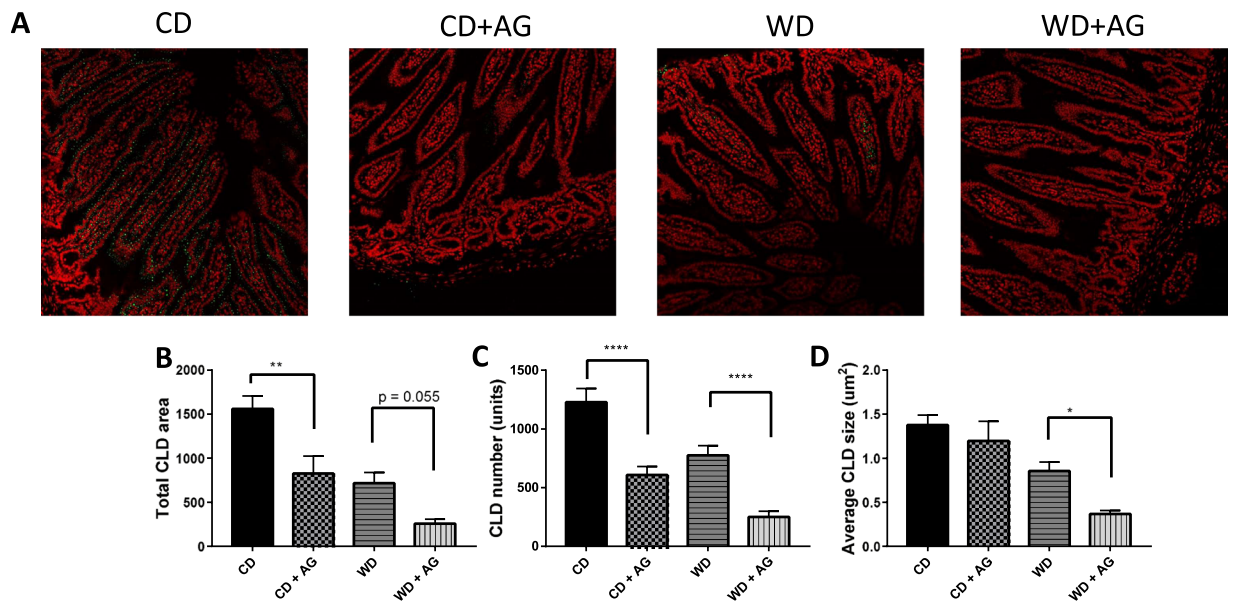 A
CD
CD+AG
WD
WD+AG
B
Total CLD area
2000
1500
1000
500
0
**
p = 0.055
CD
CD + AG
WD
WD + AG
C
CLD number (units)
1500
1000
500
0
****
****
CD
CD + AG
WD
WD + AG
D
Average CLD size (um²)
2.0
1.5
1.0
0.5
0.0
*
CD
CD + AG
WD
WD + AG